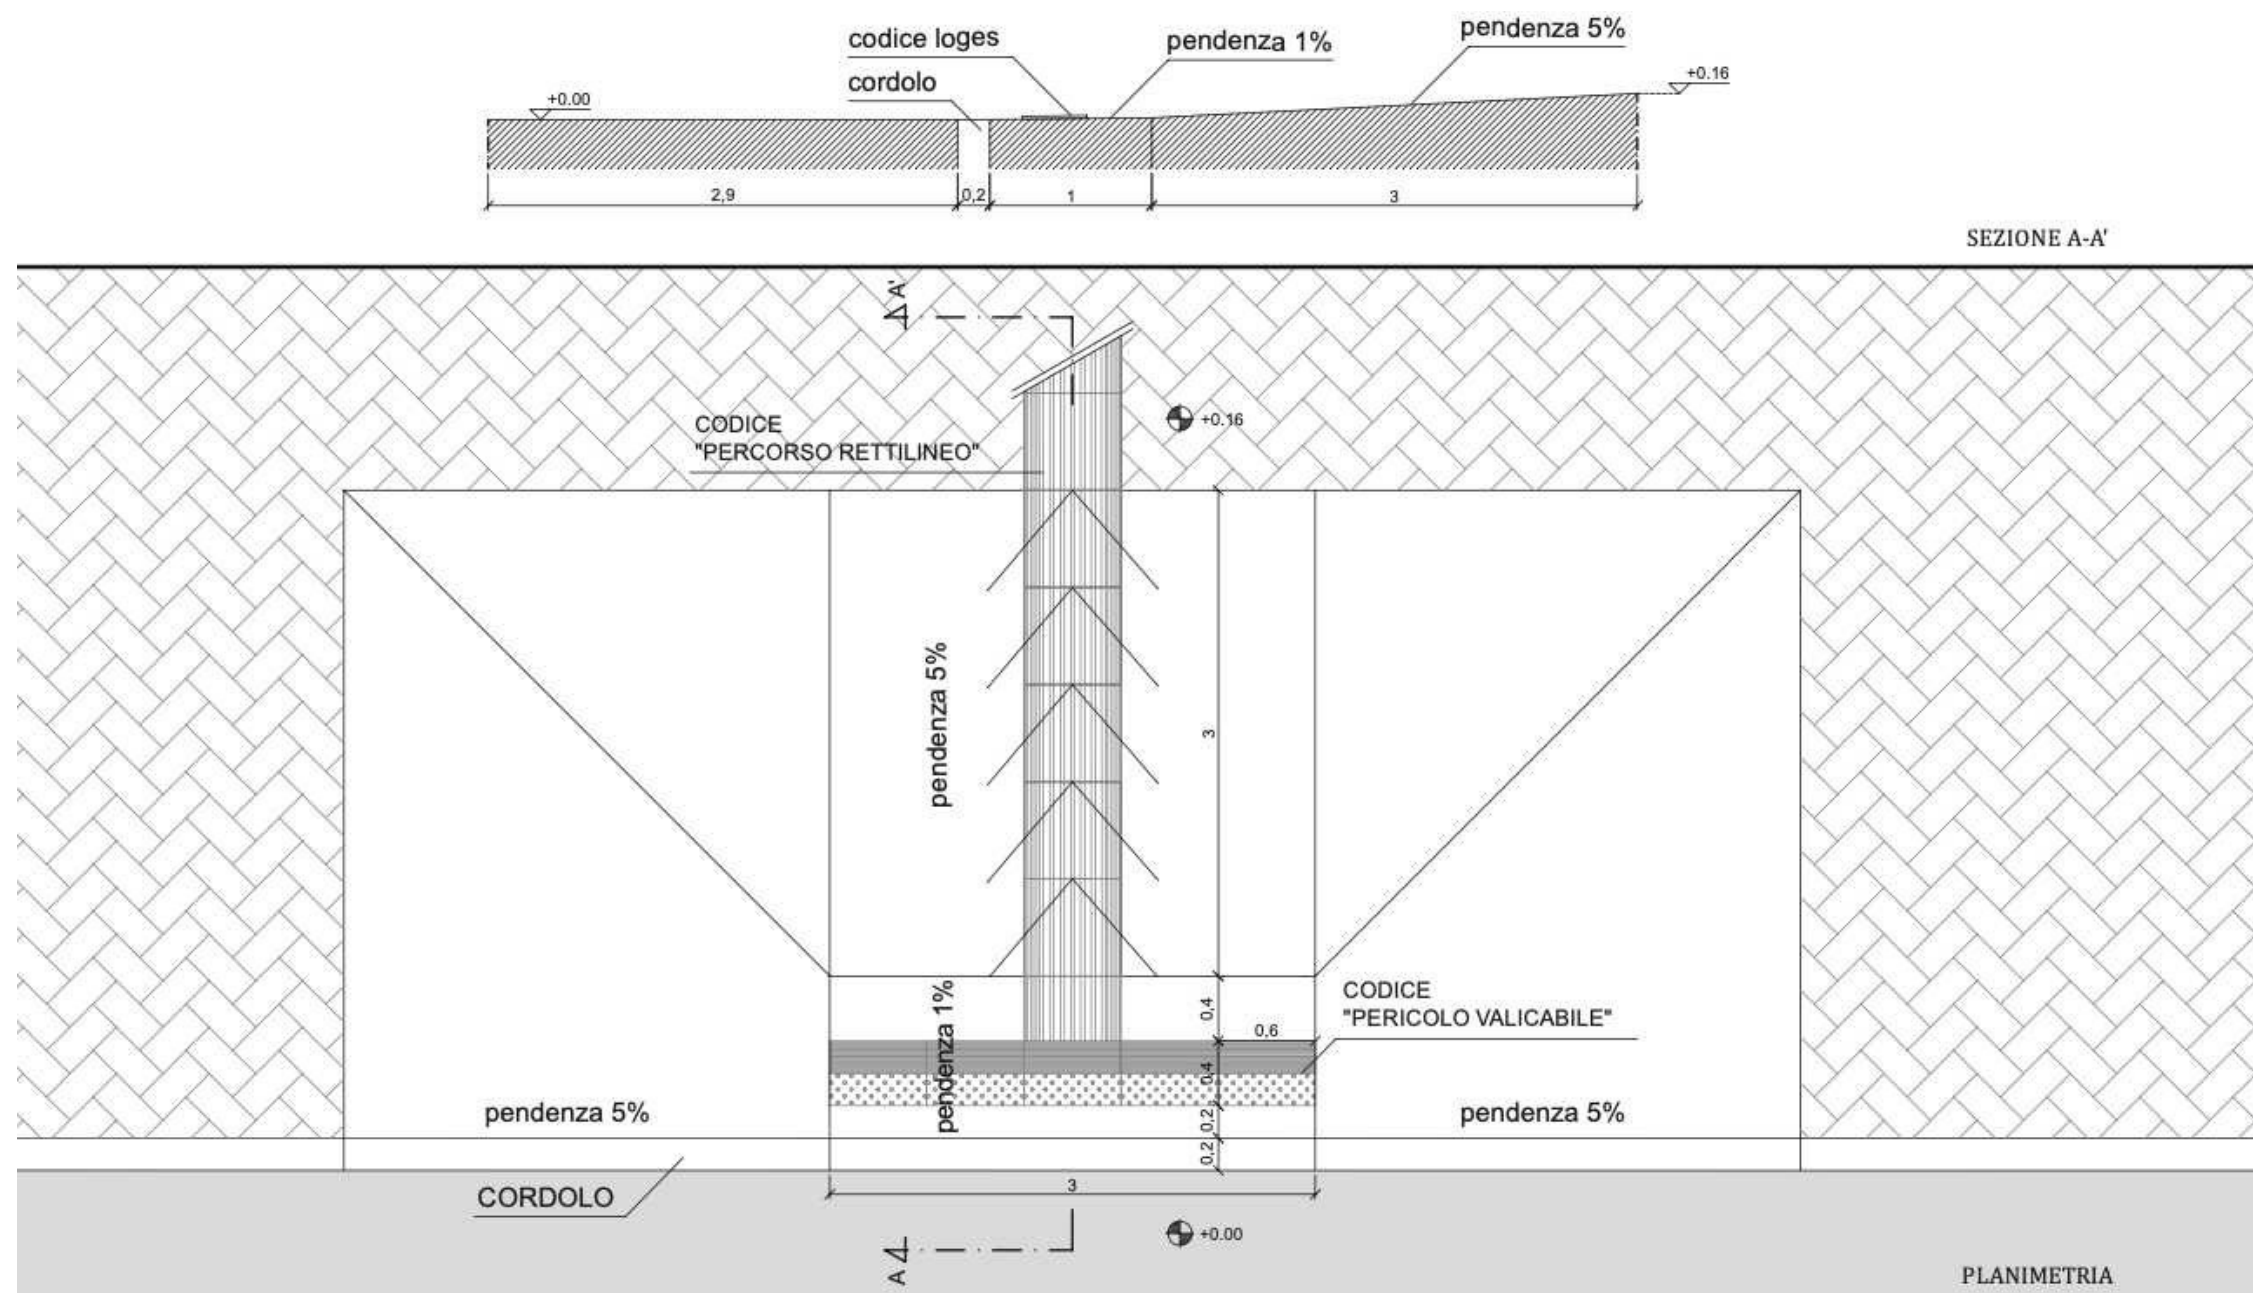 codice loges
pendenza 1%
pendenza 5%
cordolo
+0.00
+0.16
2,9
0,2
1
3
SEZIONE A-A'
A'
CODICE
"PERCORSO RETTILINEO"
+0.16
pendenza 5%
3
pendenza 1%
0,4
CODICE
"PERICOLO VALICABILE"
0,6
0,4
pendenza 5%
0,2
pendenza 5%
0,2
CORDOLO
3
A
+0.00
PLANIMETRIA